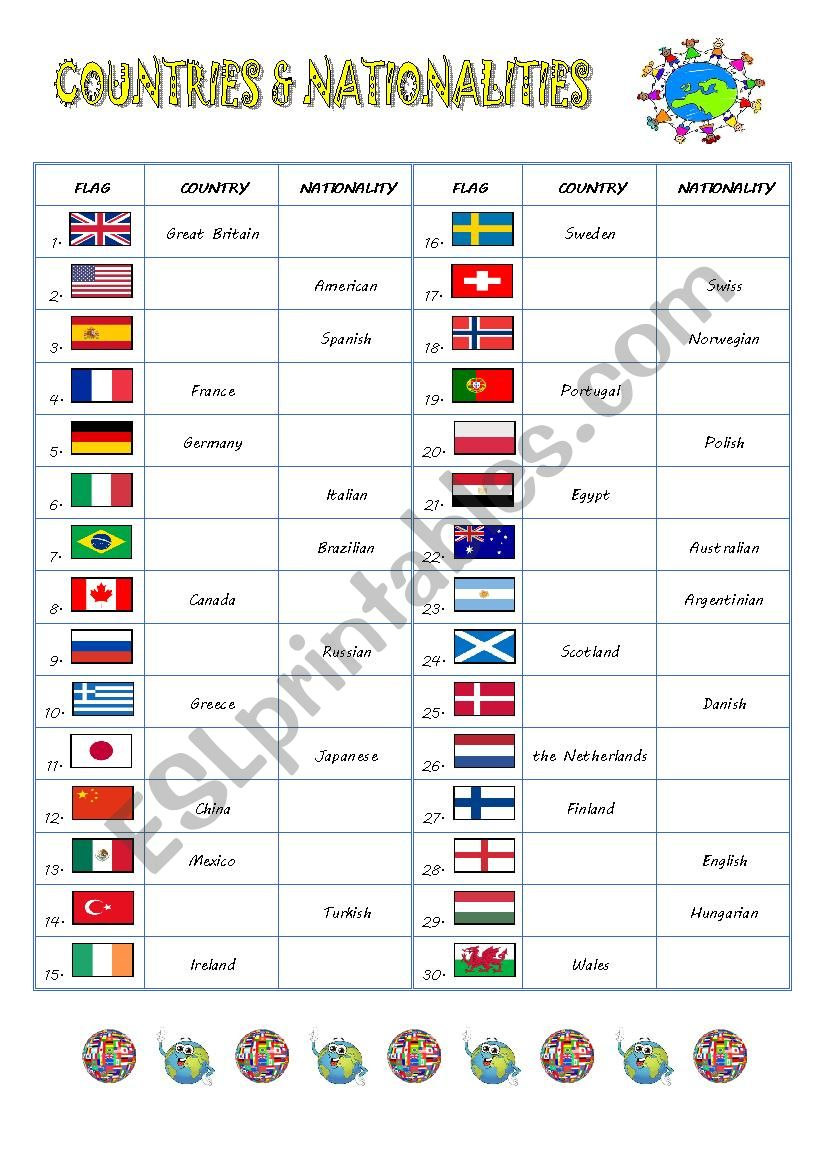 COUNTRIES & NATIONALITIES
FLAG COUNTRY NATIONALITY FLAG COUNTRY NATIONALITY
1. Great Britain 16. Sweden
2. American 17. Swiss
3. Spanish 18. Norwegian
4. France 19. Portugal
5. Germany 20. Polish
6. Italian 21. Egypt
7. Brazilian 22. Australian
8. Canada 23. Argentinian
9. Russian 24. Scotland
10. Greece 25. Danish
11. Japanese 26. the Netherlands
12. China 27. Finland
13. Mexico 28. English
14. Turkish 29. Hungarian
15. Ireland 30. Wales
ESLprintables.com